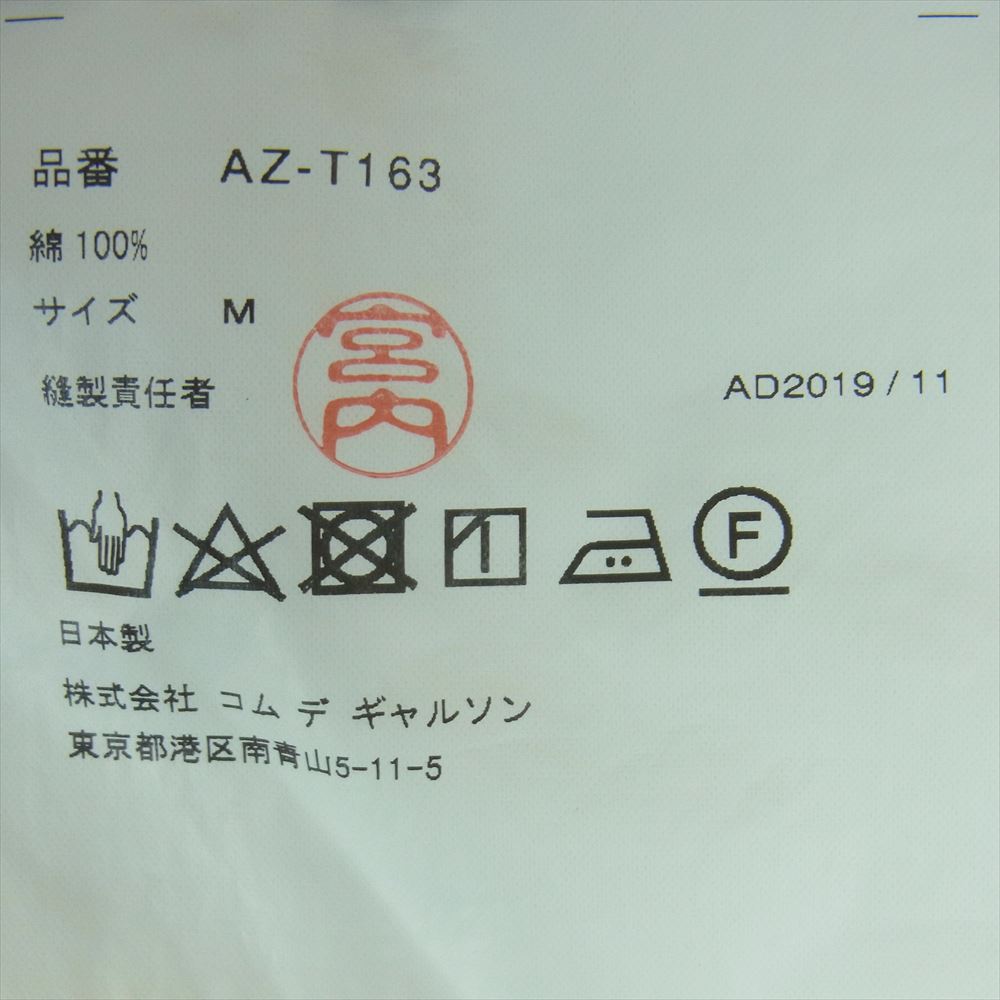 品番 AZ-T163
綿 100%
サイズ M
縫製責任者 宮内 AD2019 / 11
F
日本製
株式会社 コム デ ギャルソン
東京都港区南青山5-11-5